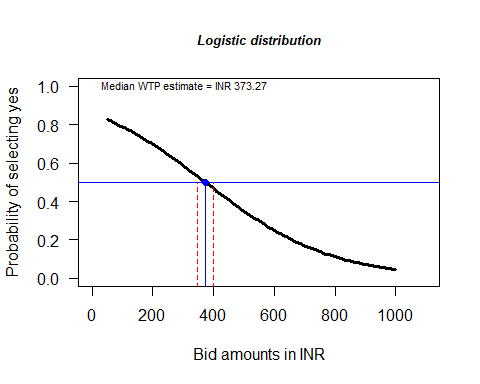 Logistic distribution
Median WTP estimate = INR 373.27
Probability of selecting yes
1.0
0.8
0.6
0.4
0.2
0.0
0 200 400 600 800 1000
Bid amounts in INR